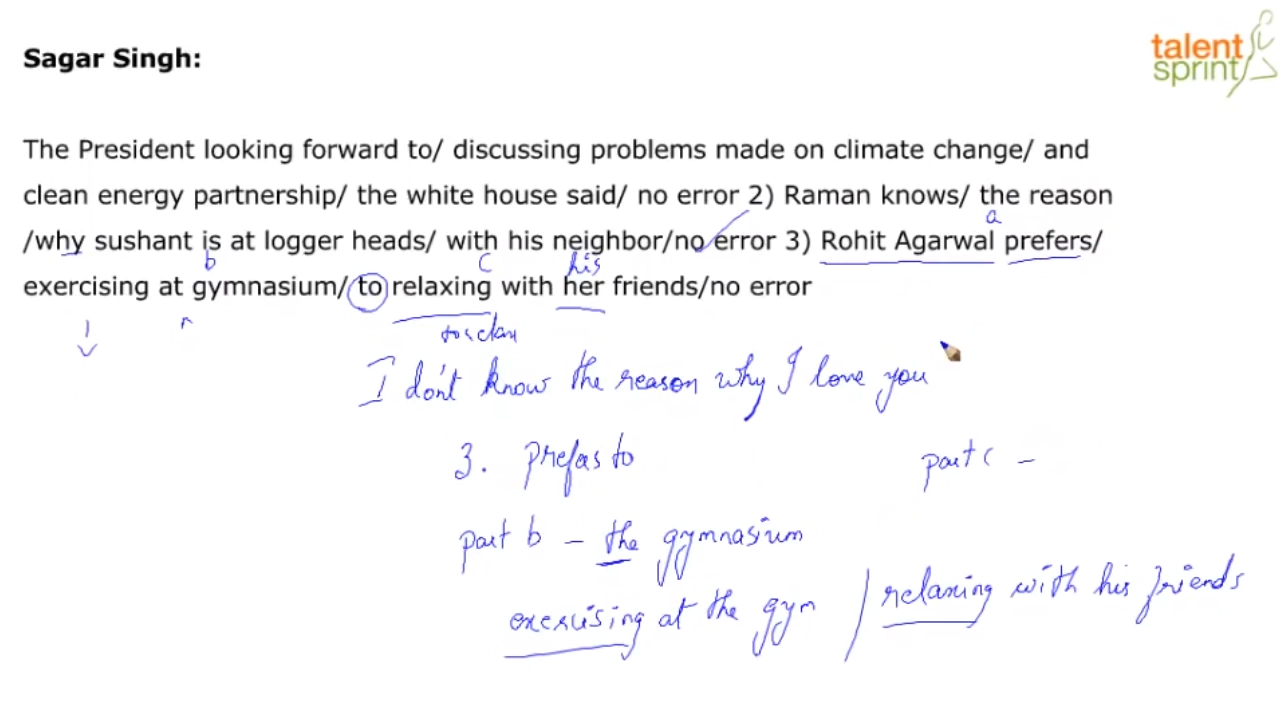 Sagar Singh:
talent
sprint
The President looking forward to/ discussing problems made on climate change/ and
clean energy partnership/ the white house said/ no error 2) Raman knows/ the reason
a
/why sushant is at logger heads/ with his neighbor/no error 3) Rohit Agarwal prefers/
b c his
exercising at gymnasium/ to relaxing with her friends/no error
I don't know the reason why I love you
3. prefers to
part c –
part b – the gymnasium
exercising at the gym / relaxing with his friends